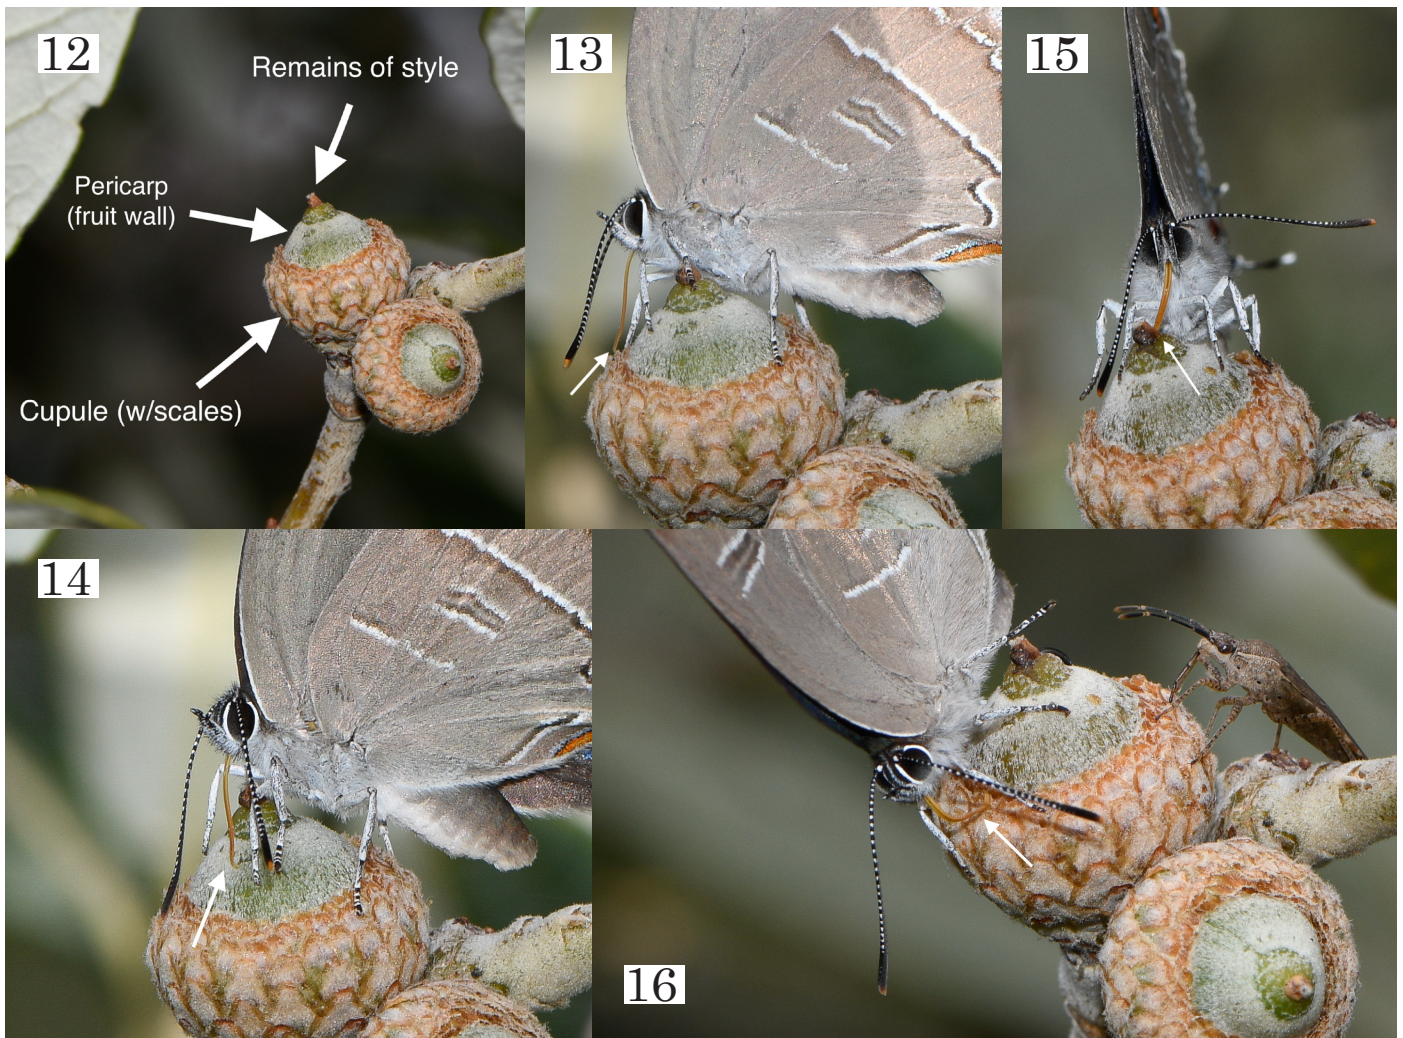 12
Remains of style
Pericarp
(fruit wall)
Cupule (w/scales)
13
15
14
16